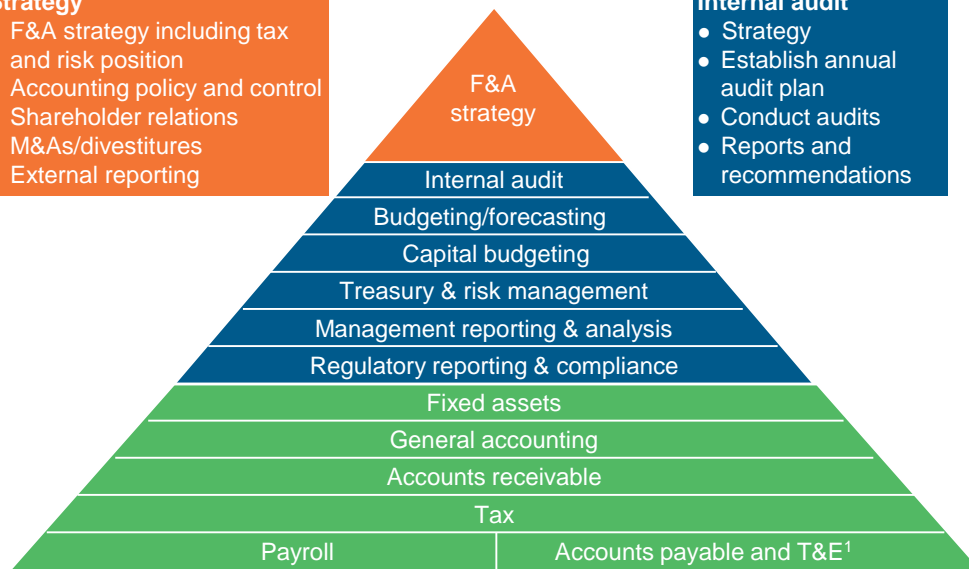 Strategy
F&A strategy including tax
and risk position
Accounting policy and control
Shareholder relations
M&As/divestitures
External reporting
Internal audit
● Strategy
● Establish annual
audit plan
● Conduct audits
● Reports and
recommendations
F&A
strategy
Internal audit
Budgeting/forecasting
Capital budgeting
Treasury & risk management
Management reporting & analysis
Regulatory reporting & compliance
Fixed assets
General accounting
Accounts receivable
Tax
Payroll
Accounts payable and T&E¹